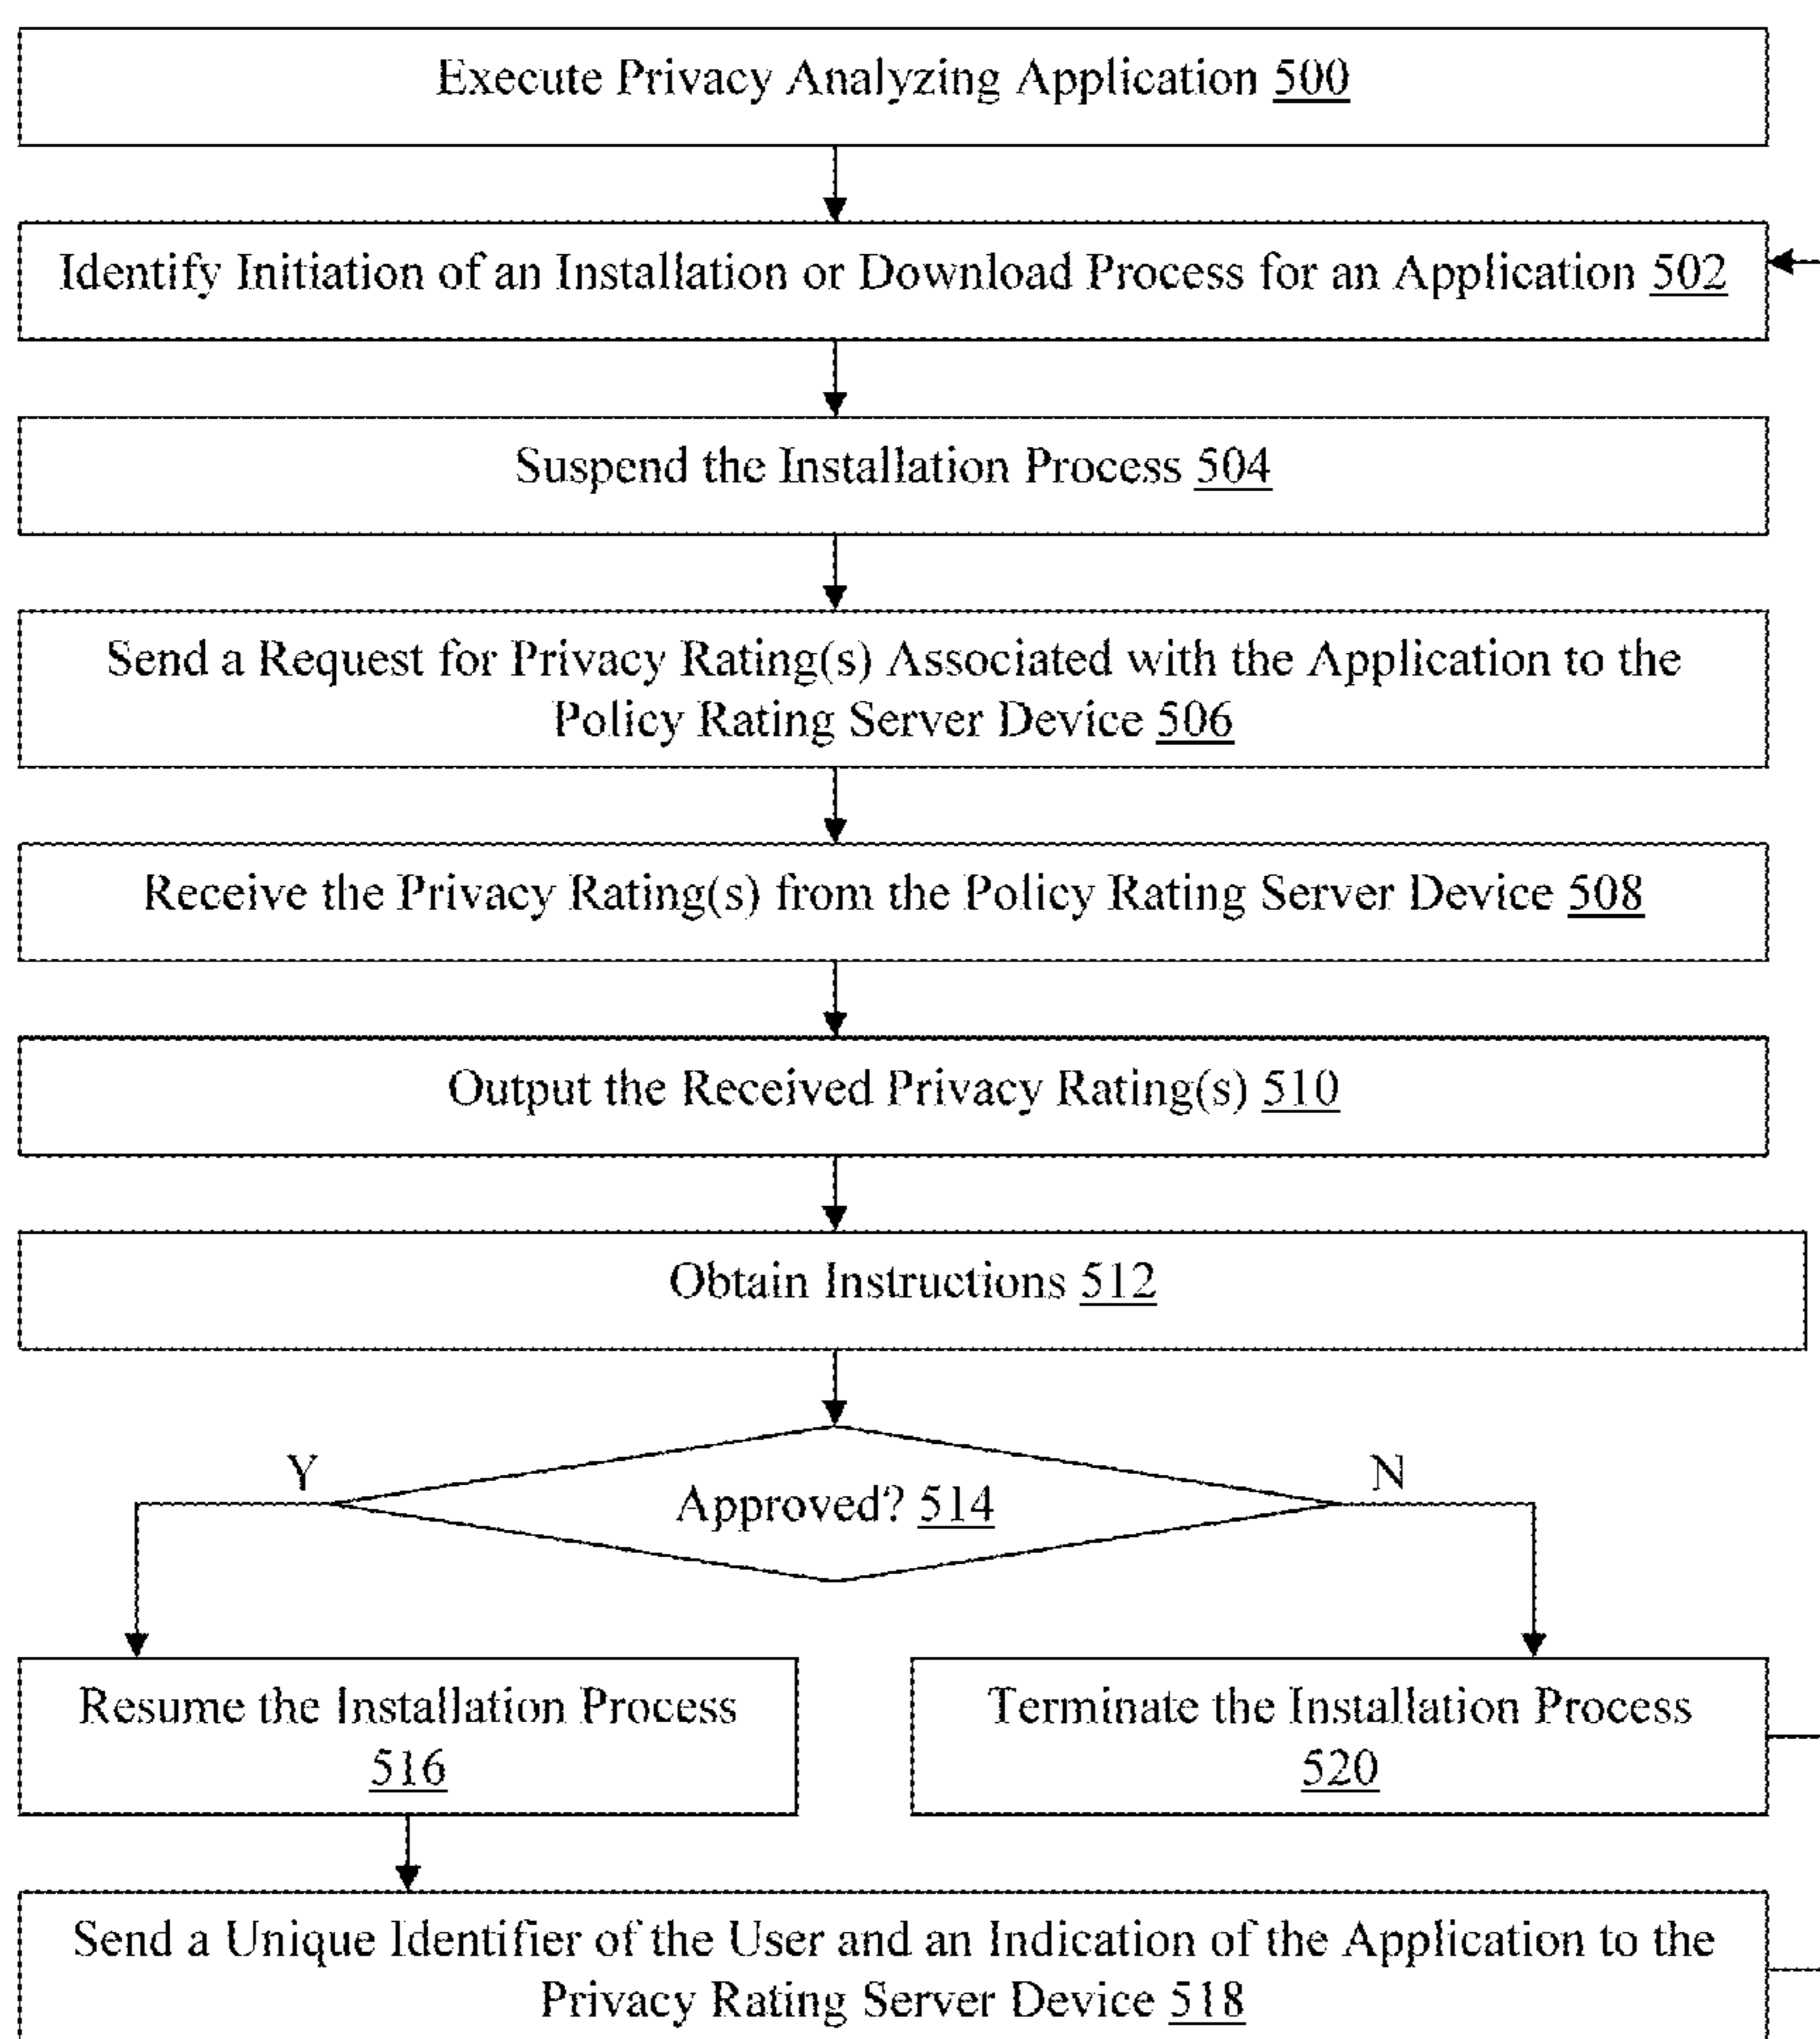 Execute Privacy Analyzing Application 500
Identify Initiation of an Installation or Download Process for an Application 502
Suspend the Installation Process 504
Send a Request for Privacy Rating(s) Associated with the Application to the
Policy Rating Server Device 506
Receive the Privacy Rating(s) from the Policy Rating Server Device 508
Output the Received Privacy Rating(s) 510
Obtain Instructions 512
Y
N
Approved? 514
Resume the Installation Process
516
Terminate the Installation Process
520
Send a Unique Identifier of the User and an Indication of the Application to the
Privacy Rating Server Device 518